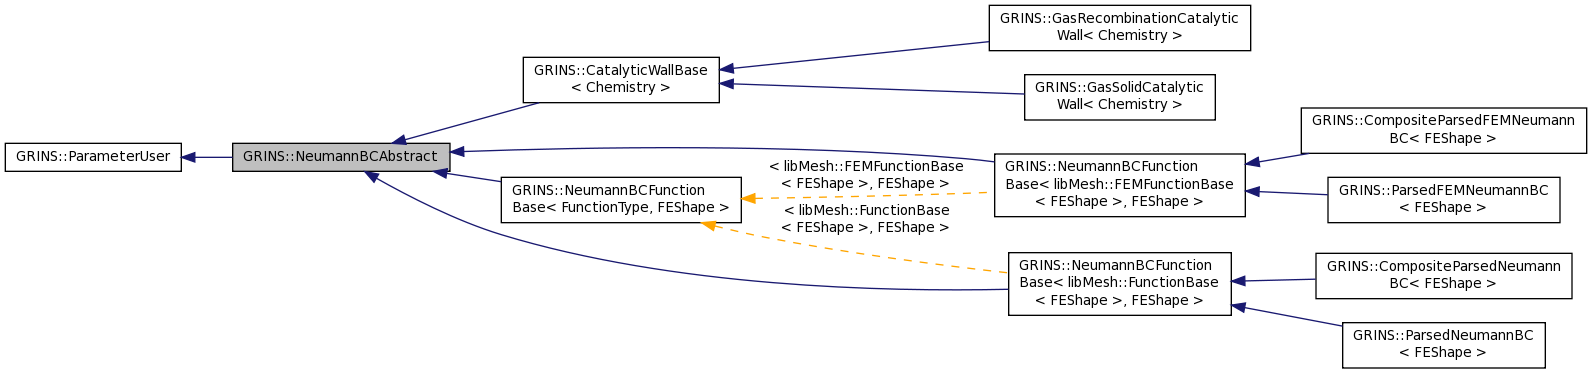 GRINS::GasRecombinationCatalytic
Wall< Chemistry >
GRINS::CatalyticWallBase
< Chemistry >
GRINS::GasSolidCatalytic
Wall< Chemistry >
GRINS::CompositeParsedFEMNeumann
BC< FEShape >
GRINS::ParameterUser
GRINS::NeumannBCAbstract
< libMesh::FEMFunctionBase
< FEShape >, FEShape >
GRINS::NeumannBCFunction
Base< libMesh::FEMFunctionBase
< FEShape >, FEShape >
GRINS::ParsedFEMNeumannBC
< FEShape >
GRINS::NeumannBCFunction
Base< FunctionType, FEShape >
< libMesh::FunctionBase
< FEShape >, FEShape >
GRINS::NeumannBCFunction
Base< libMesh::FunctionBase
< FEShape >, FEShape >
GRINS::CompositeParsedNeumann
BC< FEShape >
GRINS::ParsedNeumannBC
< FEShape >